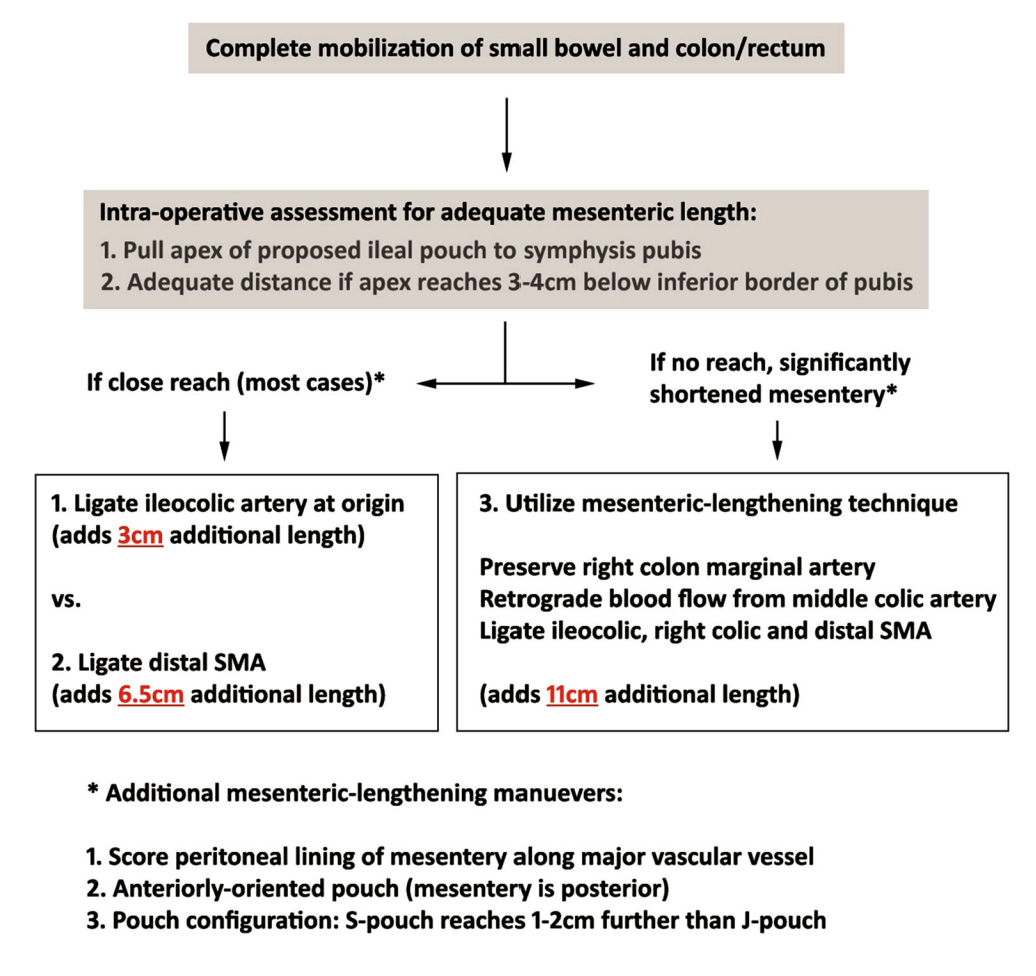 Complete mobilization of small bowel and colon/rectum
Intra-operative assessment for adequate mesenteric length:
1. Pull apex of proposed ileal pouch to symphysis pubis
2. Adequate distance if apex reaches 3-4cm below inferior border of pubis
If close reach (most cases)*
If no reach, significantly
shortened mesentery*
1. Ligate ileocolic artery at origin
(adds 3cm additional length)
vs.
2. Ligate distal SMA
(adds 6.5cm additional length)
3. Utilize mesenteric-lengthening technique
Preserve right colon marginal artery
Retrograde blood flow from middle colic artery
Ligate ileocolic, right colic and distal SMA
(adds 11cm additional length)
* Additional mesenteric-lengthening manuevers:
1. Score peritoneal lining of mesentery along major vascular vessel
2. Anteriorly-oriented pouch (mesentery is posterior)
3. Pouch configuration: S-pouch reaches 1-2cm further than J-pouch